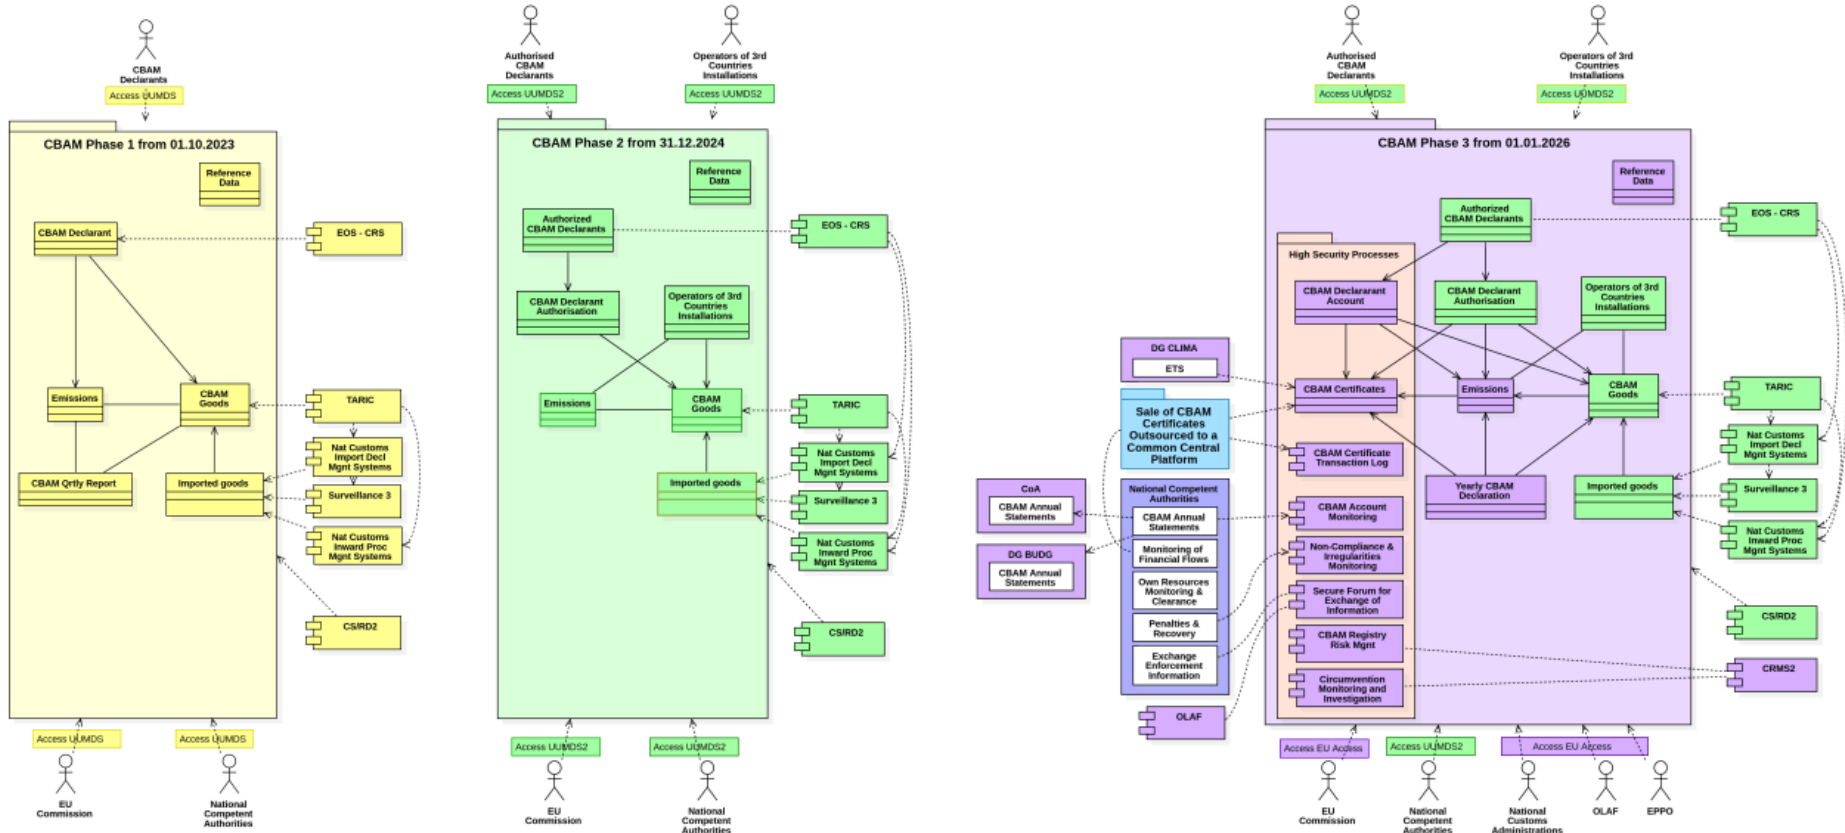 CBAM
Declarants
Access UUMDS
CBAM Phase 1 from 01.10.2023
Reference
Data
CBAM Declarant
EOS - CRS
Emissions
CBAM
Goods
TARIC
Nat Customs
Import Decl
Mgnt Systems
CBAM Qrtly Report
Imported goods
Surveillance 3
Nat Customs
Inward Proc
Mgnt Systems
CS/RD2
Access UUMDS
Access UUMDS
EU
Commission
National
Competent
Authorities
Authorised
CBAM
Declarants
Operators of 3rd
Countries
Installations
Access UUMDS2
Access UUMDS2
CBAM Phase 2 from 31.12.2024
Reference
Data
Authorized
CBAM Declarants
EOS - CRS
CBAM Declarant
Authorisation
Operators of 3rd
Countries
Installations
Emissions
CBAM
Goods
TARIC
Nat Customs
Import Decl
Mgnt Systems
Imported goods
Surveillance 3
Nat Customs
Inward Proc
Mgnt Systems
CS/RD2
Access UUMDS2
Access UUMDS2
EU
Commission
National
Competent
Authorities
Authorised
CBAM
Declarants
Operators of 3rd
Countries
Installations
Access UUMDS2
Access UUMDS2
CBAM Phase 3 from 01.01.2026
Reference
Data
Authorized
CBAM Declarants
EOS - CRS
High Security Processes
CBAM Declararant
Account
CBAM Declarant
Authorisation
Operators of 3rd
Countries
Installations
DG CLIMA
ETS
CBAM Certificates
Emissions
CBAM
Goods
TARIC
Sale of CBAM
Certificates
Outsourced to a
Common Central
Platform
Nat Customs
Import Decl
Mgnt Systems
CBAM Certificate
Transaction Log
Yearly CBAM
Declaration
Imported goods
Surveillance 3
CoA
CBAM Annual
Statements
DG BUDG
CBAM Annual
Statements
National Competent
Authorities
CBAM Annual
Statements
Monitoring of
Financial Flows
Own Resources
Monitoring &
Clearance
Penalties &
Recovery
Exchange
Enforcement
Information
CBAM Account
Monitoring
Non-Compliance &
Irregularities
Monitoring
Secure Forum for
Exchange of
Information
CBAM Registry
Risk Mgnt
Circumvention
Monitoring and
Investigation
Nat Customs
Inward Proc
Mgnt Systems
CS/RD2
CRMS2
OLAF
Access EU Access
Access UUMDS2
Access EU Access
EU
Commission
National
Competent
Authorities
National
Customs
Administrations
OLAF
EPPO